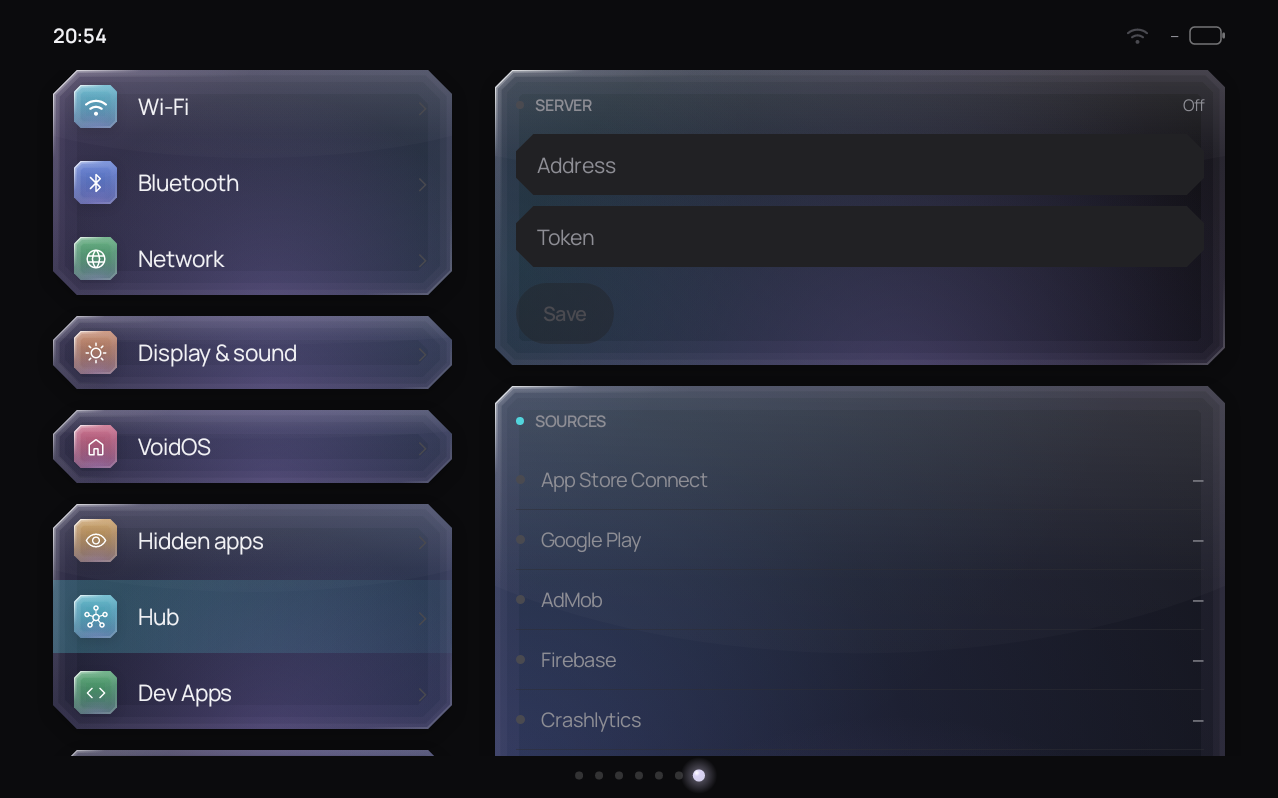 20:54
–
Wi-Fi
Bluetooth
Network
Display & sound
VoidOS
Hidden apps
Hub
Dev Apps
SERVER
Off
Address
Token
Save
SOURCES
App Store Connect –
Google Play –
AdMob –
Firebase –
Crashlytics –